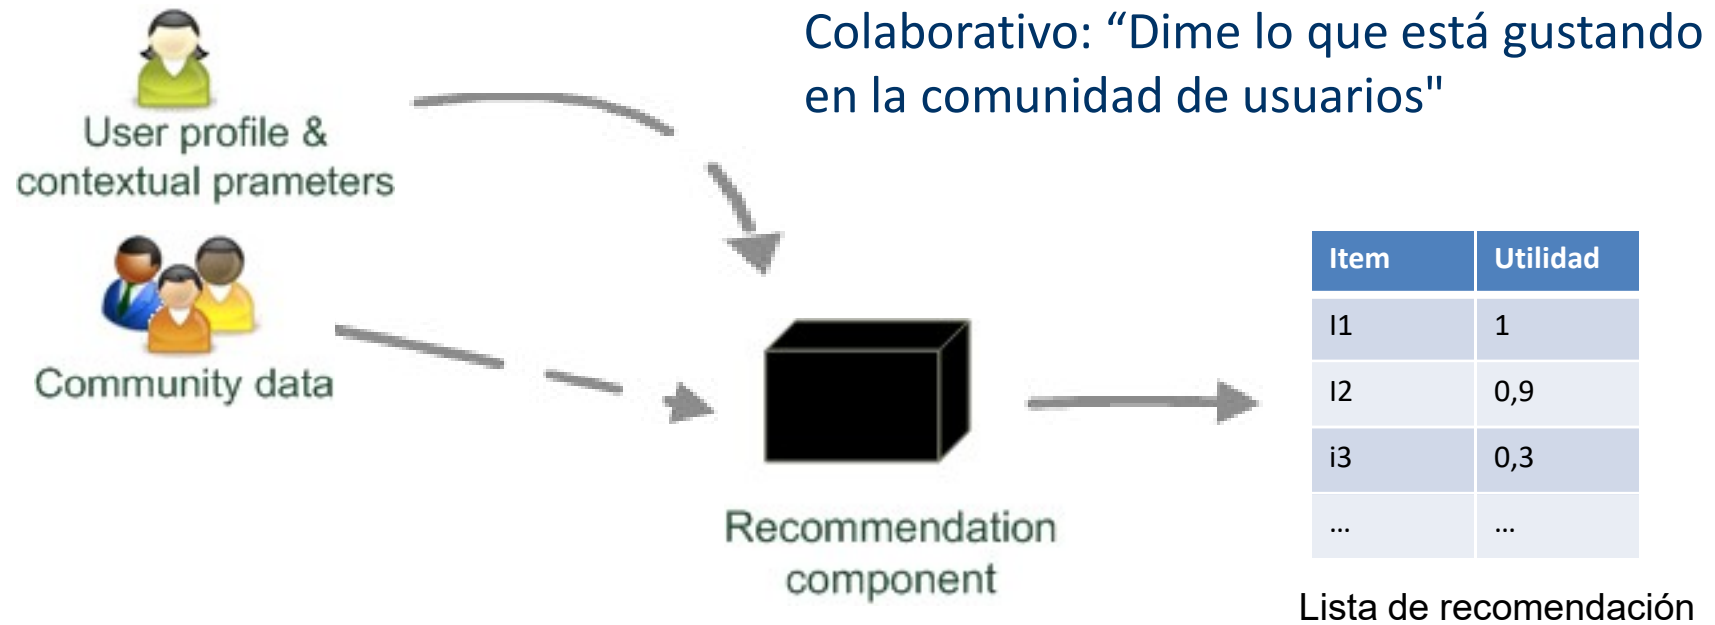 Colaborativo: “Dime lo que está gustando
en la comunidad de usuarios"
User profile &
contextual prameters
Community data
Recommendation
component
Item Utilidad
I1 1
I2 0,9
i3 0,3
... ...
Lista de recomendación